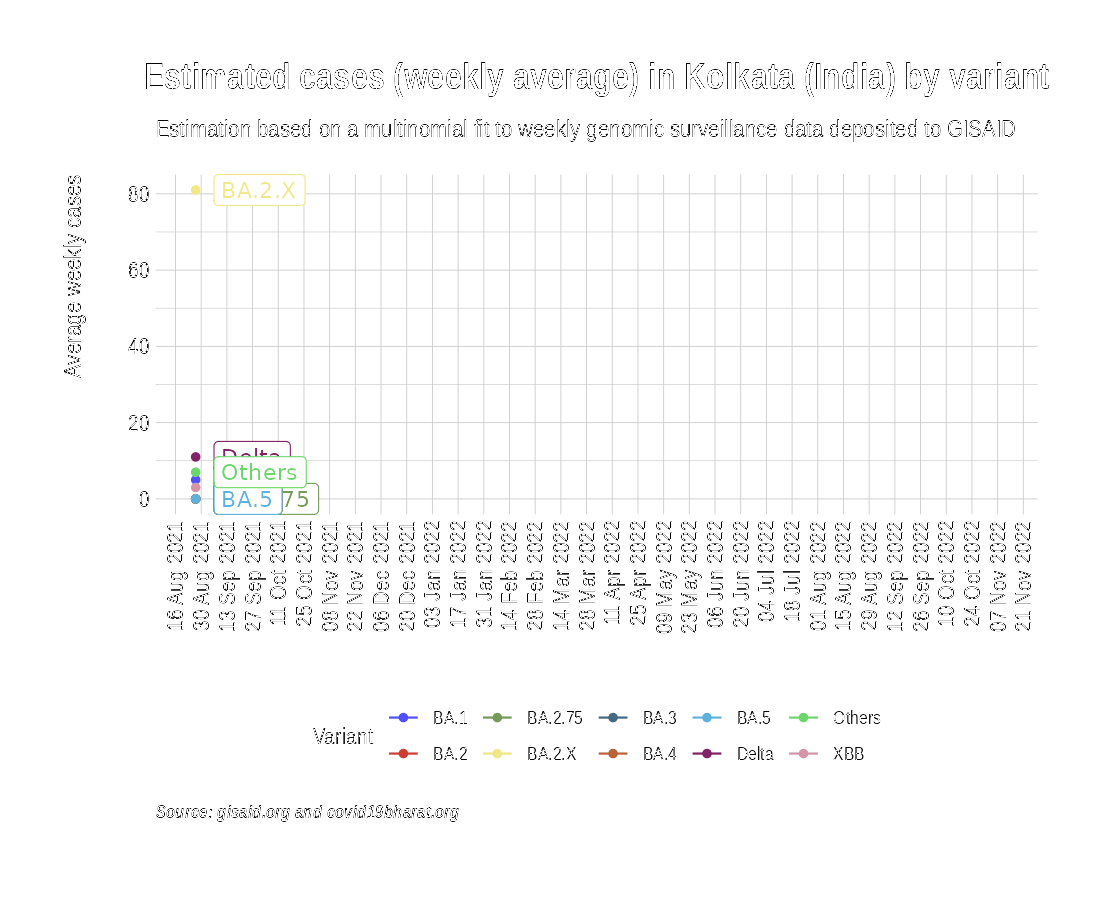 Estimated cases (weekly average) in Kolkata (India) by variant
Estimation based on a multinomial fit to weekly genomic surveillance data deposited to GISAID
Average weekly cases
80
60
40
20
0
BA.2.X
Delta
Others
BA.5
75
16 Aug 2021
30 Aug 2021
13 Sep 2021
27 Sep 2021
11 Oct 2021
25 Oct 2021
08 Nov 2021
22 Nov 2021
06 Dec 2021
20 Dec 2021
03 Jan 2022
17 Jan 2022
31 Jan 2022
14 Feb 2022
28 Feb 2022
14 Mar 2022
28 Mar 2022
11 Apr 2022
25 Apr 2022
09 May 2022
23 May 2022
06 Jun 2022
20 Jun 2022
04 Jul 2022
18 Jul 2022
01 Aug 2022
15 Aug 2022
29 Aug 2022
12 Sep 2022
26 Sep 2022
10 Oct 2022
24 Oct 2022
07 Nov 2022
21 Nov 2022
Variant
BA.1 BA.2.75 BA.3 BA.5 Others
BA.2 BA.2.X BA.4 Delta XBB
Source: gisaid.org and covid19bharat.org